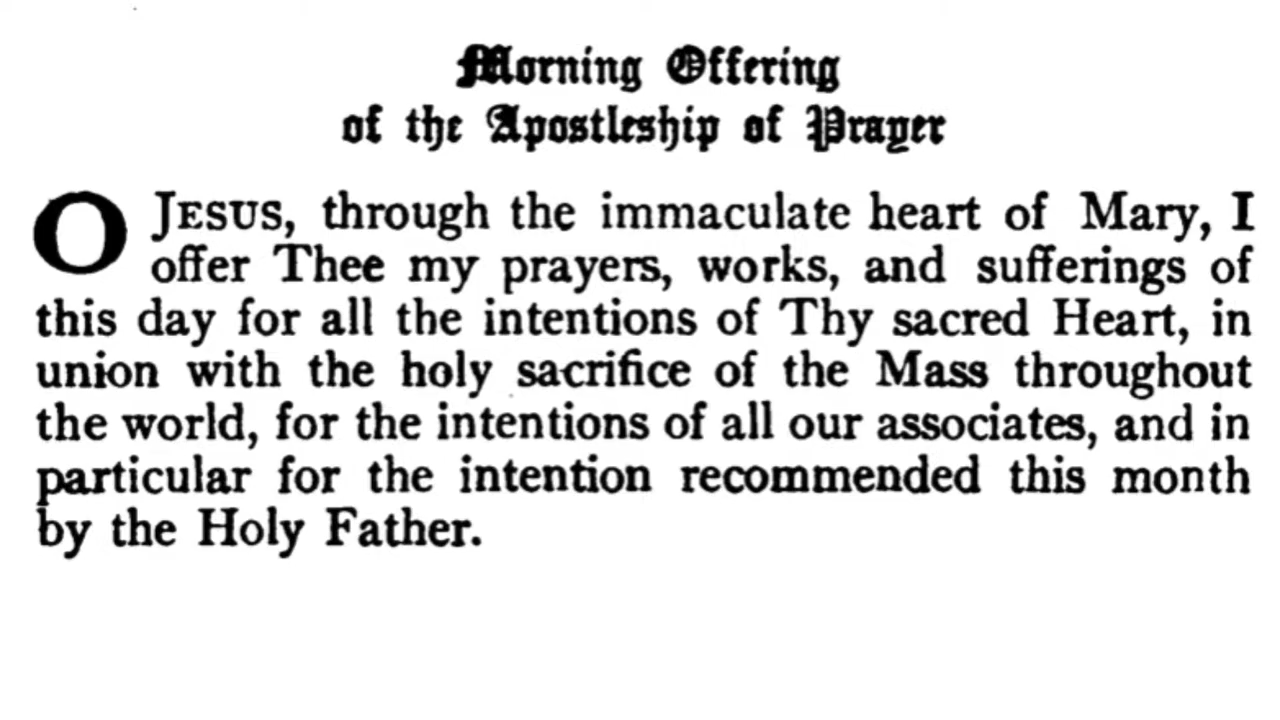 Morning Offering
of the Apostleship of Prayer
O JESUS, through the immaculate heart of Mary, I
offer Thee my prayers, works, and sufferings of
this day for all the intentions of Thy sacred Heart, in
union with the holy sacrifice of the Mass throughout
the world, for the intentions of all our associates, and in
particular for the intention recommended this month
by the Holy Father.